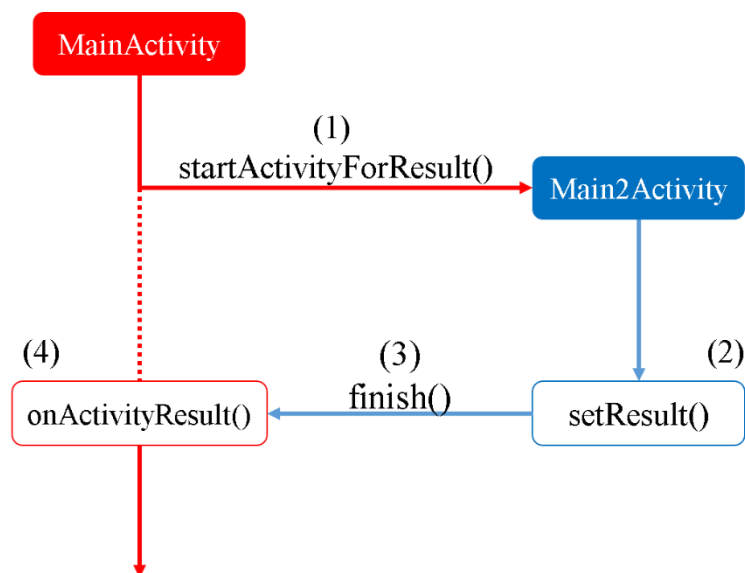 MainActivity
(1)
startActivityForResult()
Main2Activity
(4)
(3)
(2)
onActivityResult()
finish()
setResult()